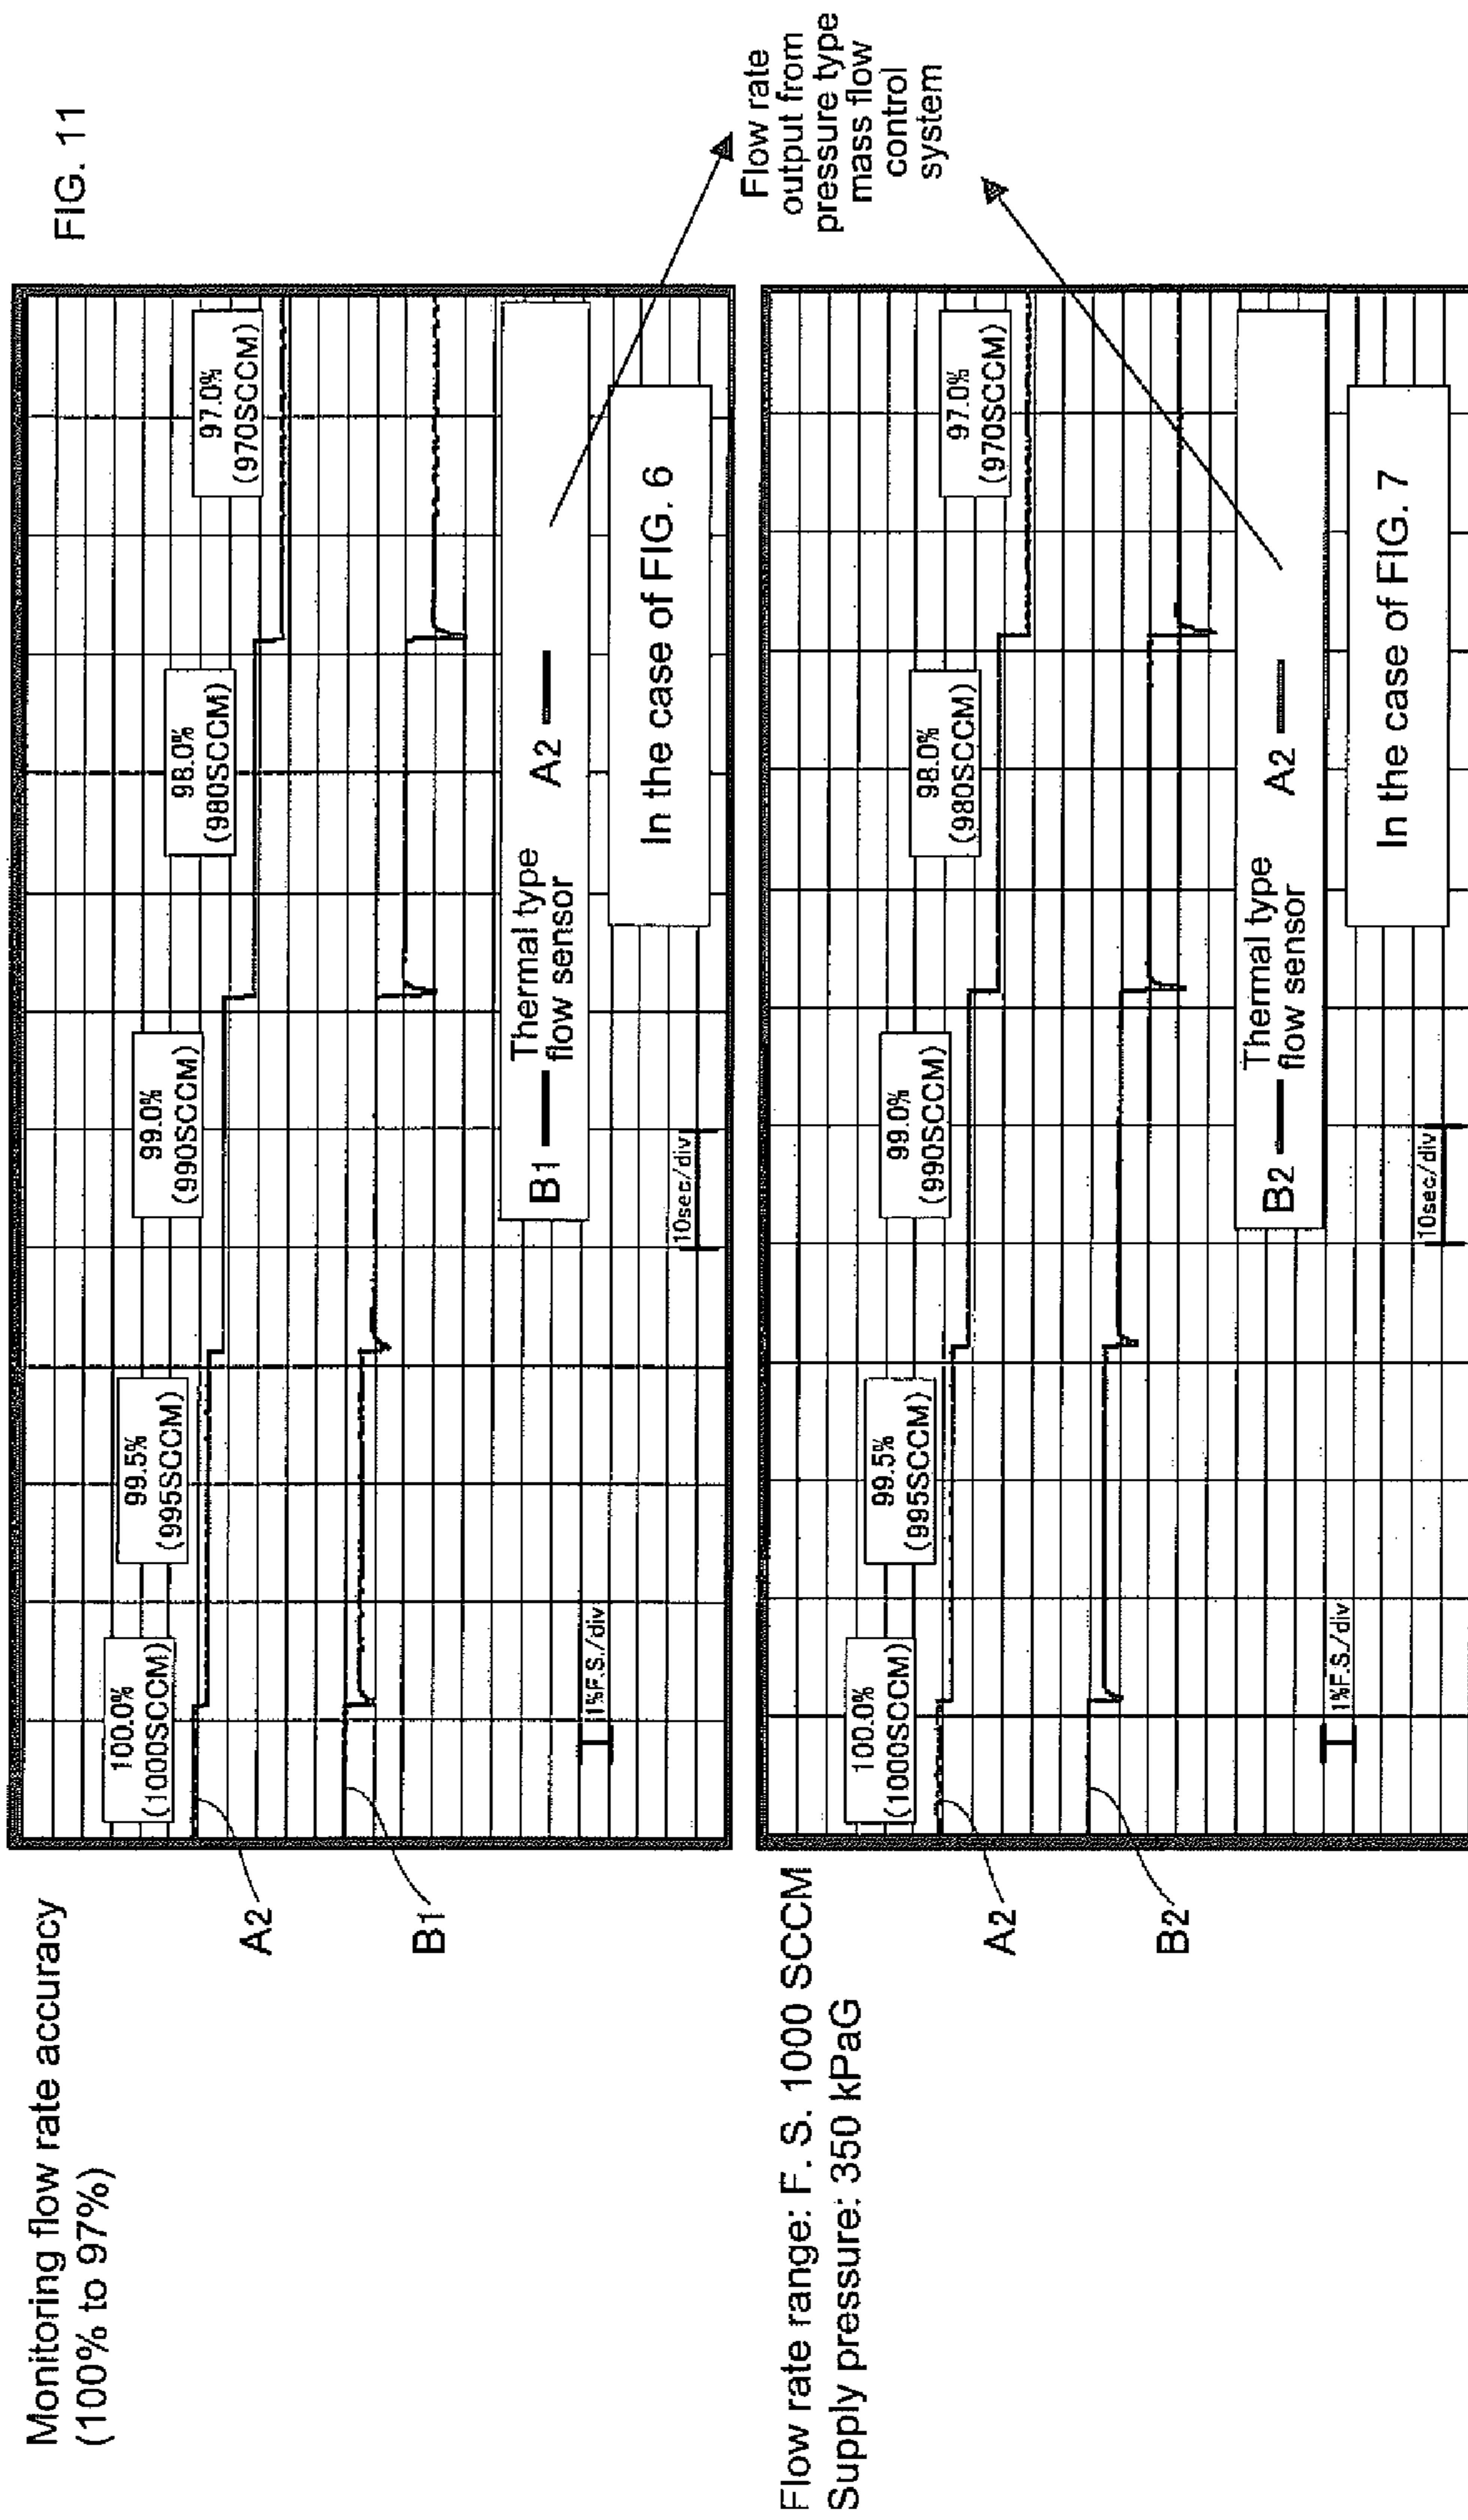 FIG. 11
Monitoring flow rate accuracy
(100% to 97%)
100.0%
(1000SCCM)
99.5%
(995SCCM)
99.0%
(990SCCM)
98.0%
(980SCCM)
97.0%
(970SCCM)
A2
B1
1%F.S./div
10sec/div
B1
Thermal type
flow sensor
A2
In the case of FIG. 6
Flow rate
output from
pressure type
mass flow
control
system
Flow rate range: F. S. 1000 SCCM
Supply pressure: 350 kPaG
100.0%
(1000SCCM)
99.5%
(995SCCM)
99.0%
(990SCCM)
98.0%
(980SCCM)
97.0%
(970SCCM)
A2
B2
1%F.S./div
10sec/div
B2
Thermal type
flow sensor
A2
In the case of FIG. 7